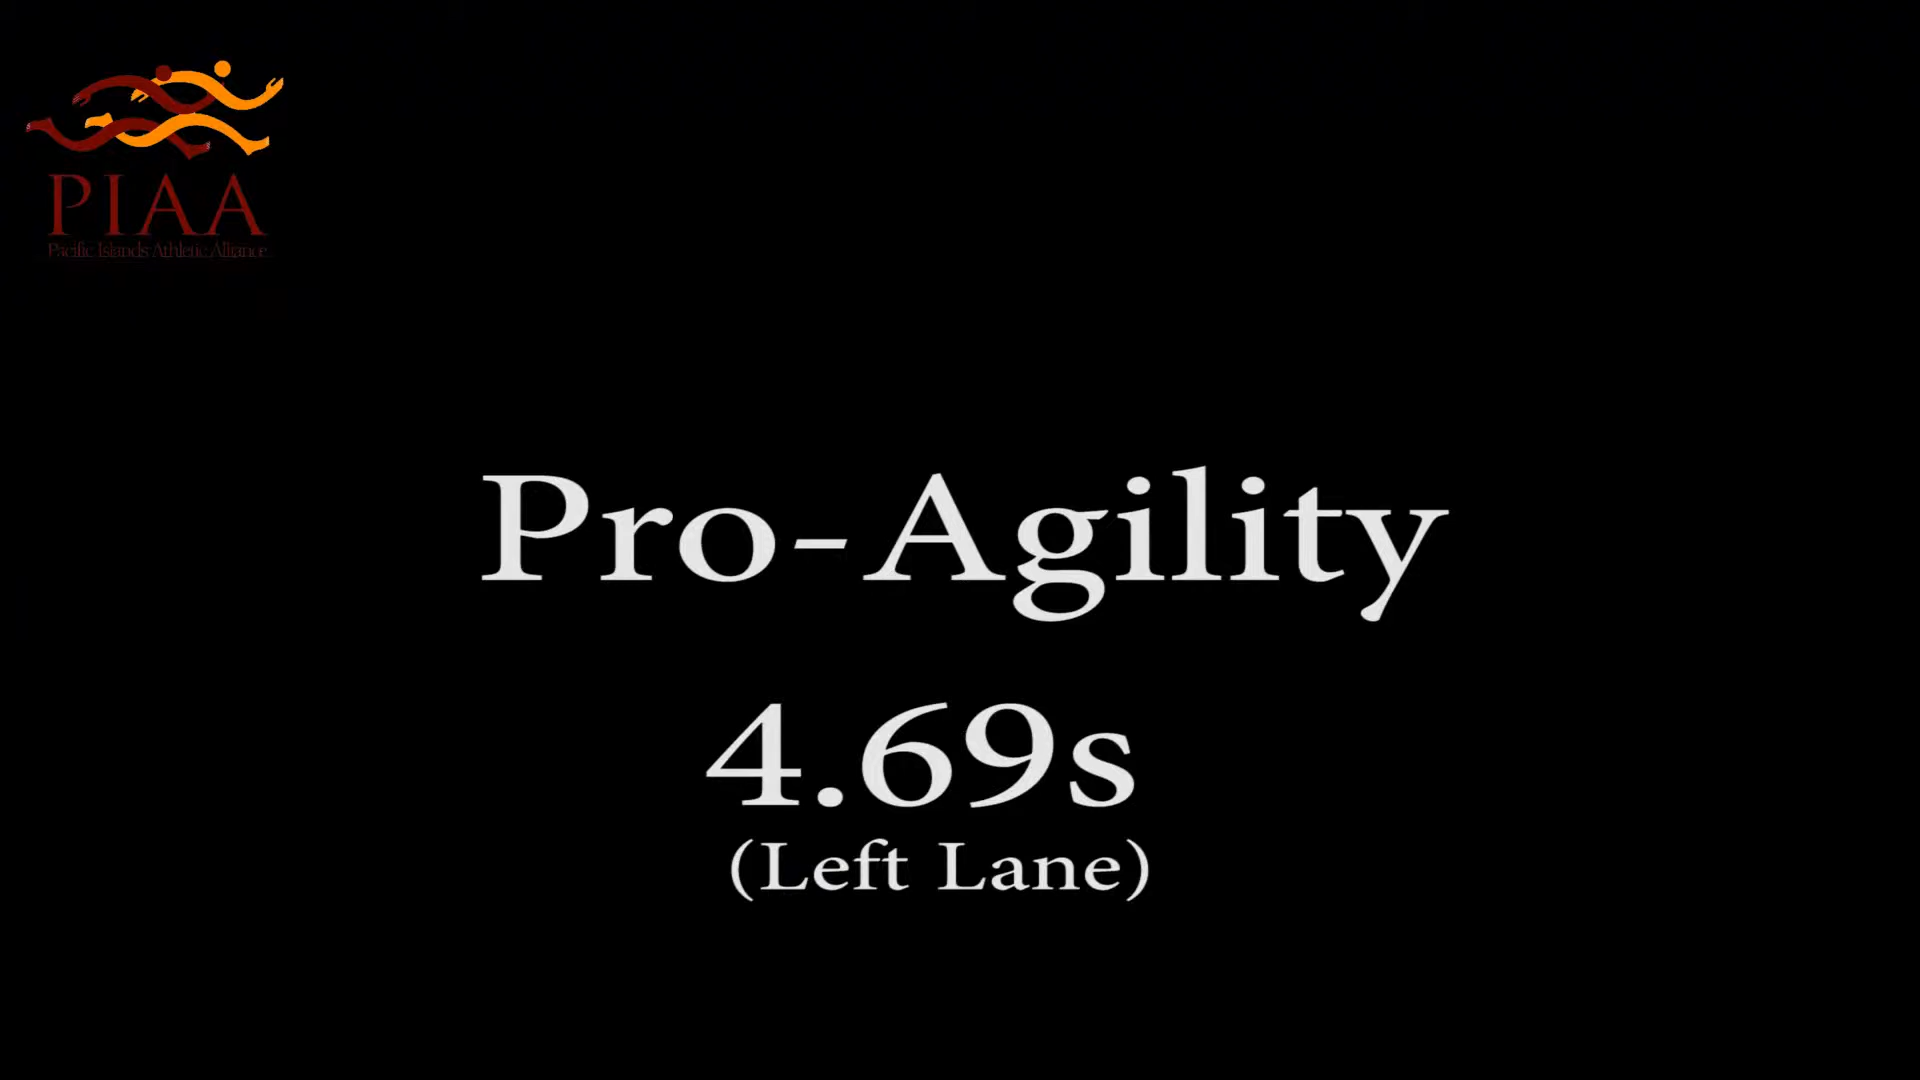 PIAA
Pacific Islands Athletic Alliance
Pro-Agility
4.69s
(Left Lane)